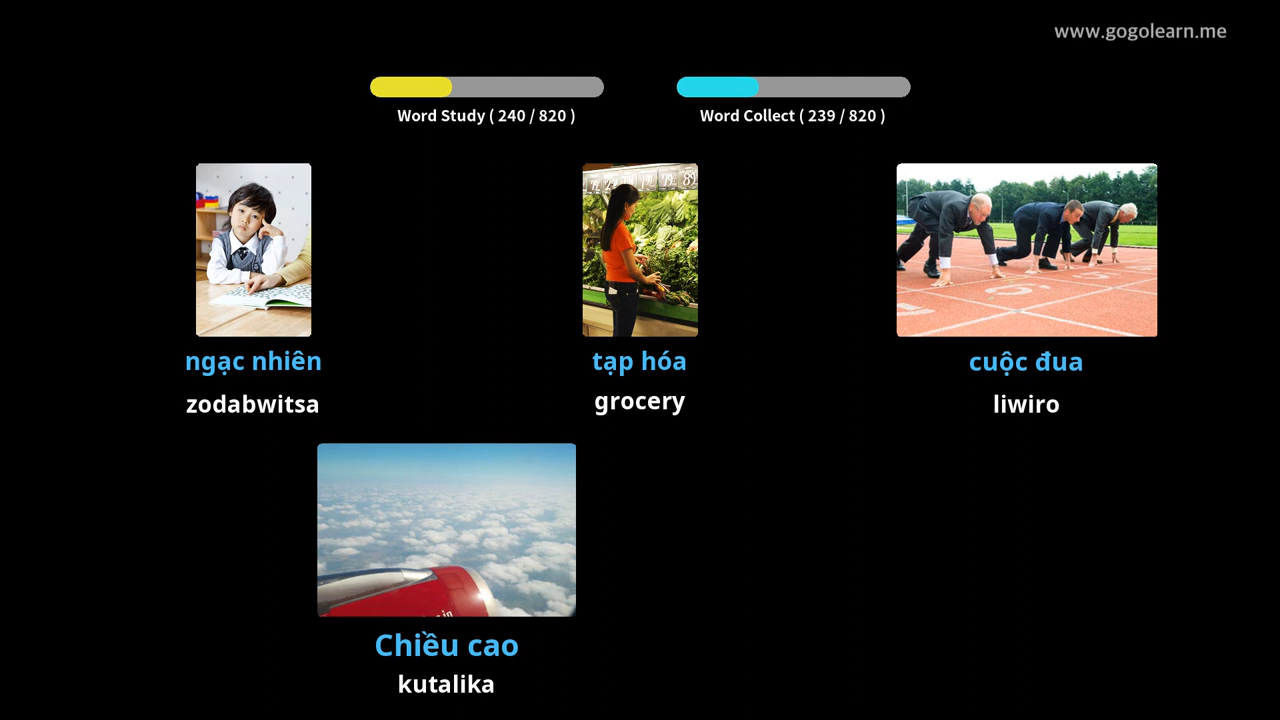 www.gogolearn.me
Word Study ( 240 / 820 )
Word Collect ( 239 / 820 )
ngạc nhiên
zodabwitsa
tạp hóa
grocery
cuộc đua
liwiro
Chiều cao
kutalika